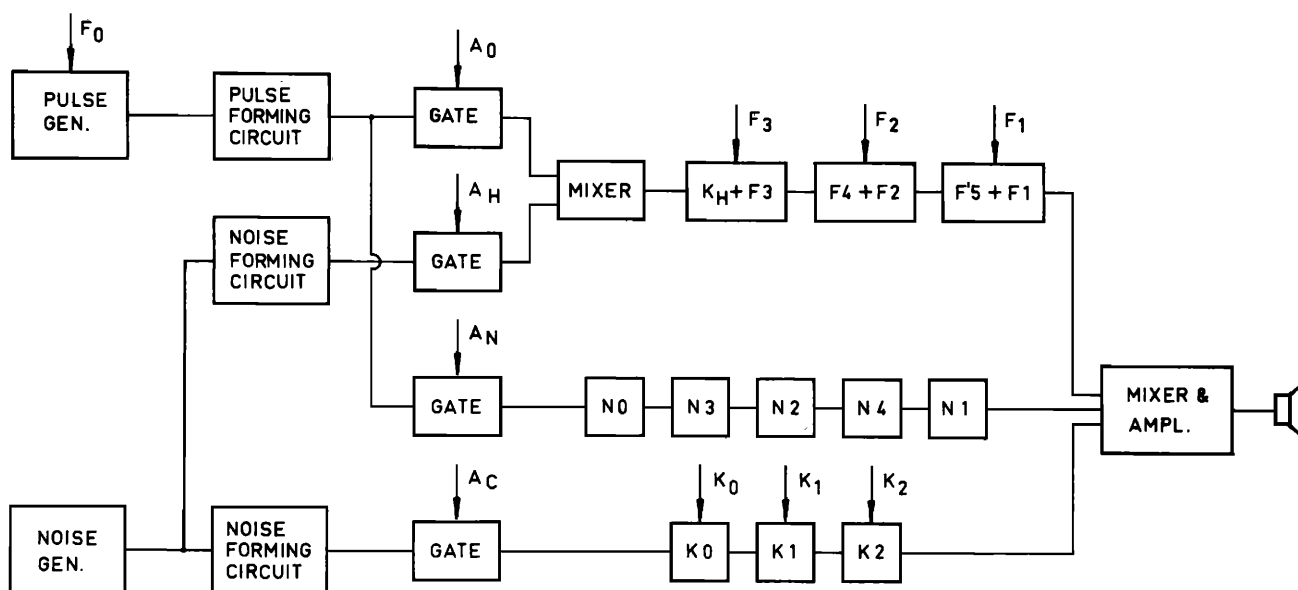 F0
PULSE
GEN.
PULSE
FORMING
CIRCUIT
A0
GATE
AH
GATE
NOISE
FORMING
CIRCUIT
MIXER
F3
KH+F3
F2
F4+F2
F1
F'5+F1
AN
GATE
N0
N3
N2
N4
N1
MIXER &
AMPL.
NOISE
GEN.
NOISE
FORMING
CIRCUIT
AC
GATE
K0
K0
K1
K1
K2
K2